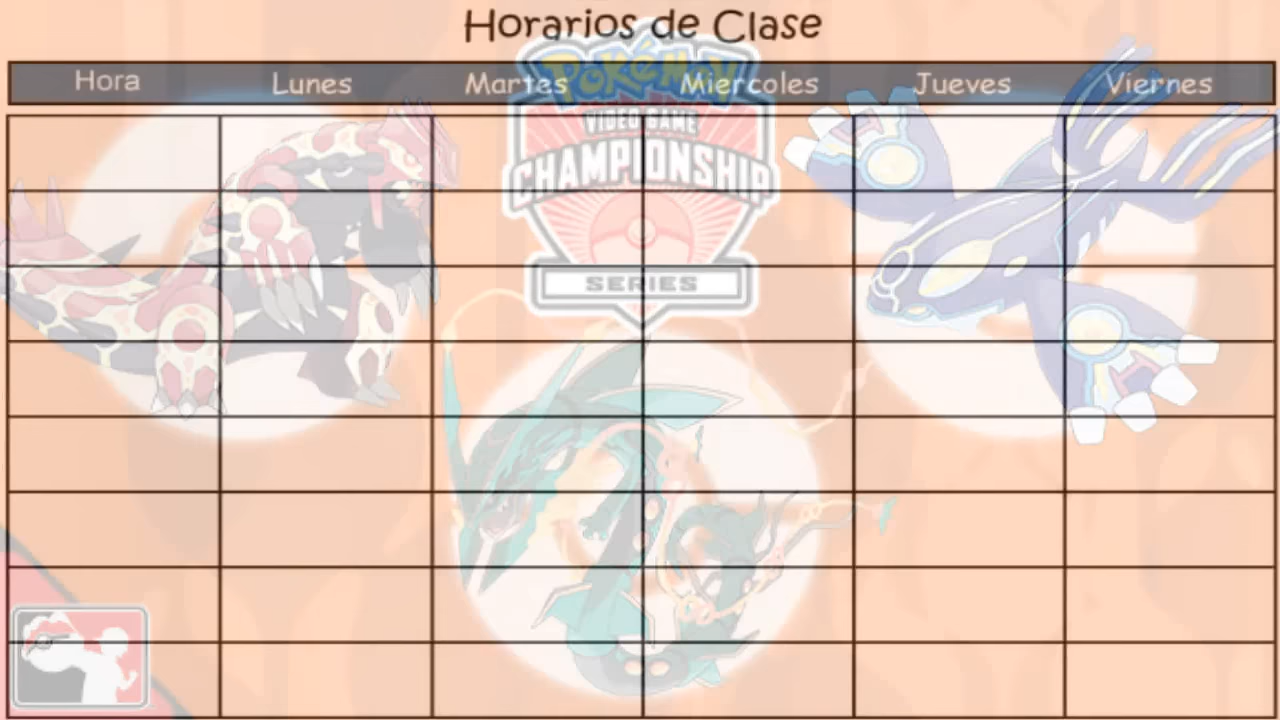 Horarios de Clase
Hora Lunes Martes Miercoles Jueves Viernes
Pokémon
VIDEO GAME
CHAMPIONSHIP
SERIES